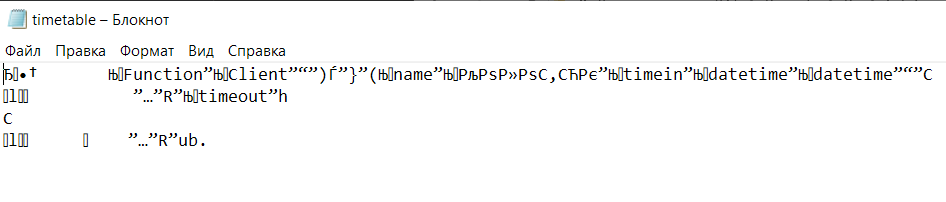 timetable – Блокнот
Файл Правка Формат Вид Справка
Ђ▯•† Њ▯Function”Њ▯Client”“”)Ѓ”}”(Њ▯name”Њ▯РљРѕР»РѕС‚СЂРє”Њ▯timein”Њ▯datetime”Њ▯datetime”“”C
▯l▯▯ ”…”R”Њ▯timeout”h
C
▯l▯▯ ▯ ”…”R”ub.